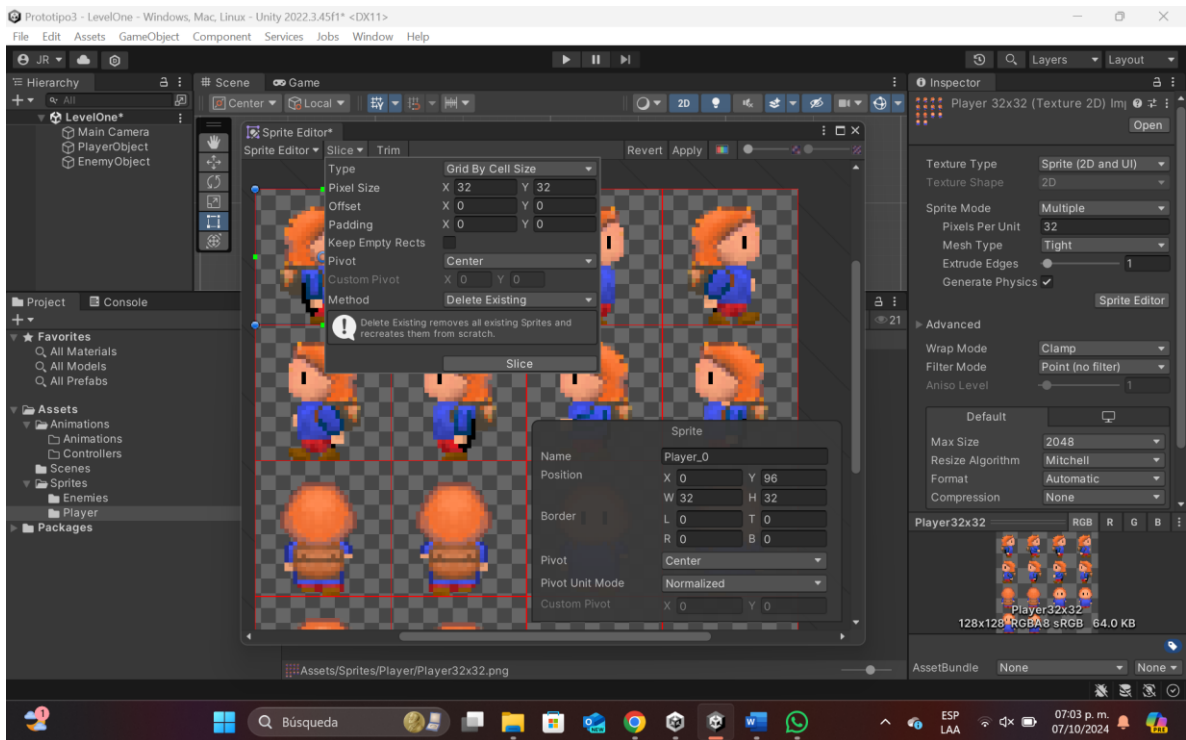 Prototipo3 - LevelOne - Windows, Mac, Linux - Unity 2022.3.45f1* <DX11>
File Edit Assets GameObject Component Services Jobs Window Help
JR
Layers Layout
Hierarchy
All
LevelOne*
Main Camera
PlayerObject
EnemyObject
Scene Game
Center Local 2D
Sprite Editor*
Sprite Editor Slice Trim Revert Apply
Type Grid By Cell Size
Pixel Size X 32 Y 32
Offset X 0 Y 0
Padding X 0 Y 0
Keep Empty Rects
Pivot Center
Custom Pivot X 0 Y 0
Method Delete Existing
Delete Existing removes all existing Sprites and
recreates them from scratch.
Slice
Sprite
Name Player_0
Position X 0 Y 96
W 32 H 32
Border L 0 T 0
R 0 B 0
Pivot Center
Pivot Unit Mode Normalized
Custom Pivot X 0 Y 0
Project Console
21
Favorites
All Materials
All Models
All Prefabs
Assets
Animations
Animations
Controllers
Scenes
Sprites
Enemies
Player
Packages
Assets/Sprites/Player/Player32x32.png
Inspector
Player 32x32 (Texture 2D) Im
Open
Texture Type Sprite (2D and UI)
Texture Shape 2D
Sprite Mode Multiple
Pixels Per Unit 32
Mesh Type Tight
Extrude Edges 1
Generate Physics
Sprite Editor
Advanced
Wrap Mode Clamp
Filter Mode Point (no filter)
Aniso Level 1
Default
Max Size 2048
Resize Algorithm Mitchell
Format Automatic
Compression None
Player32x32 RGB R G B
Player32x32
128x128 RGBA8 sRGB 64.0 KB
AssetBundle None None
1
Búsqueda
ESP
LAA
07:03 p. m.
07/10/2024